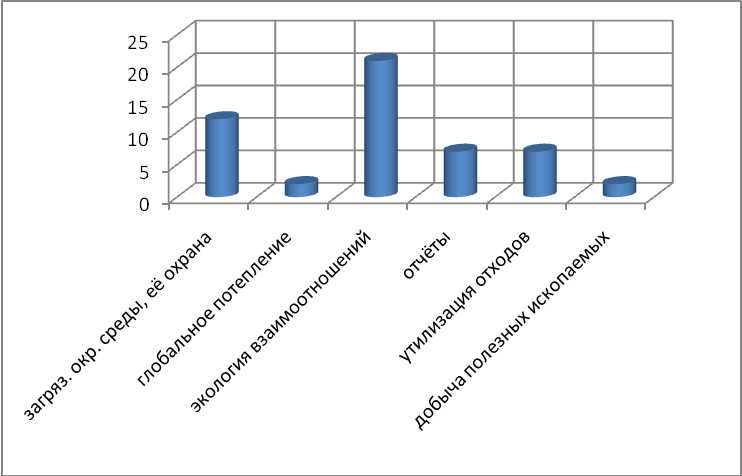 25
20
15
10
5
0
загряз. окр. среды, её охрана
глобальное потепление
экология взаимоотношений
отчёты
утилизация отходов
добыча полезных ископаемых